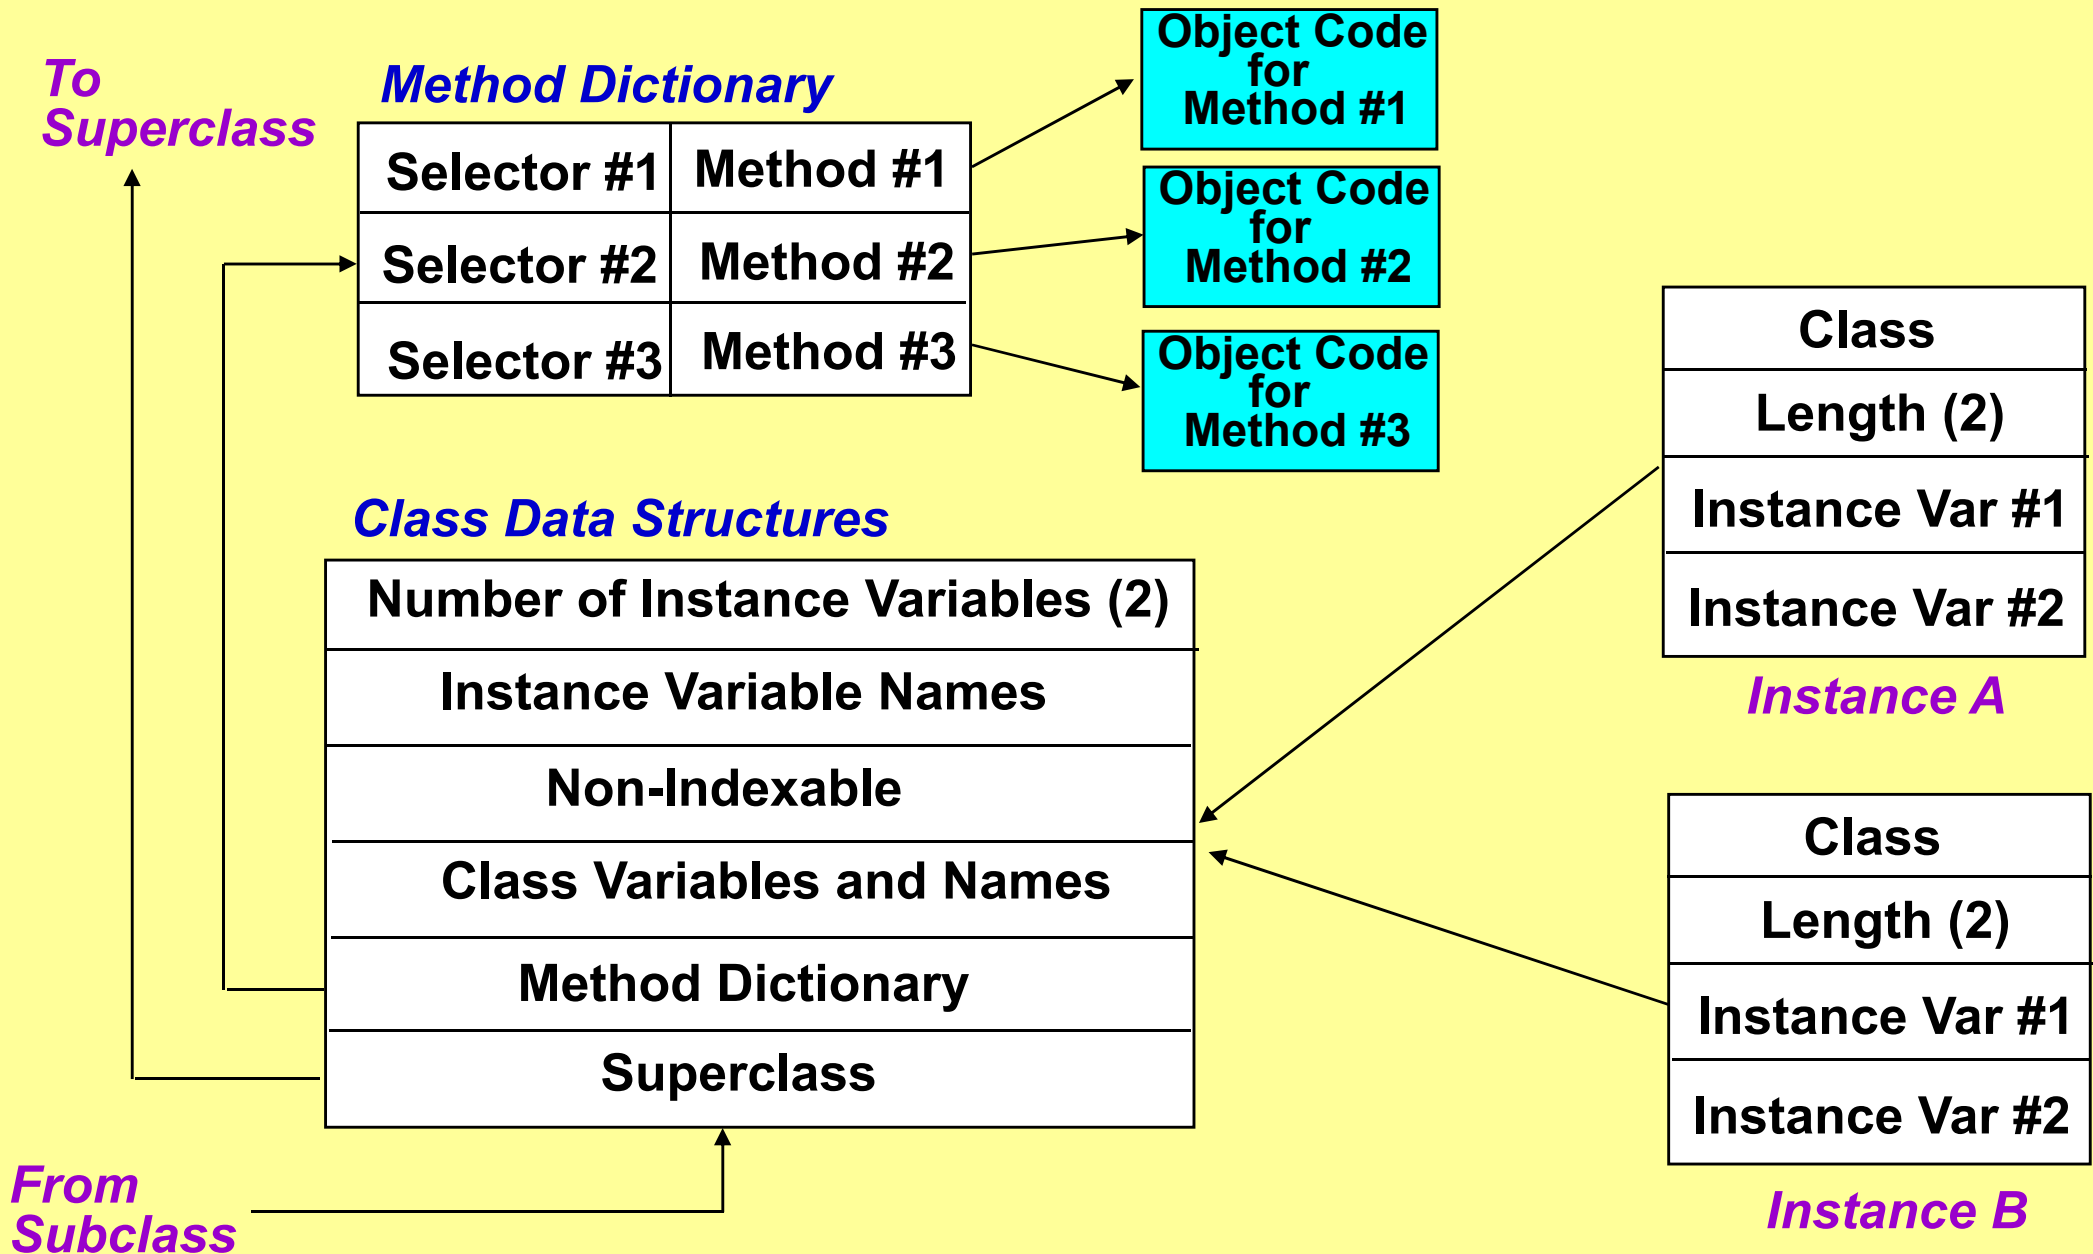 To
Superclass
Method Dictionary
Selector #1 Method #1
Selector #2 Method #2
Selector #3 Method #3
Object Code
for
Method #1
Object Code
for
Method #2
Object Code
for
Method #3
Class Data Structures
Number of Instance Variables (2)
Instance Variable Names
Non-Indexable
Class Variables and Names
Method Dictionary
Superclass
From
Subclass
Class
Length (2)
Instance Var #1
Instance Var #2
Instance A
Class
Length (2)
Instance Var #1
Instance Var #2
Instance B